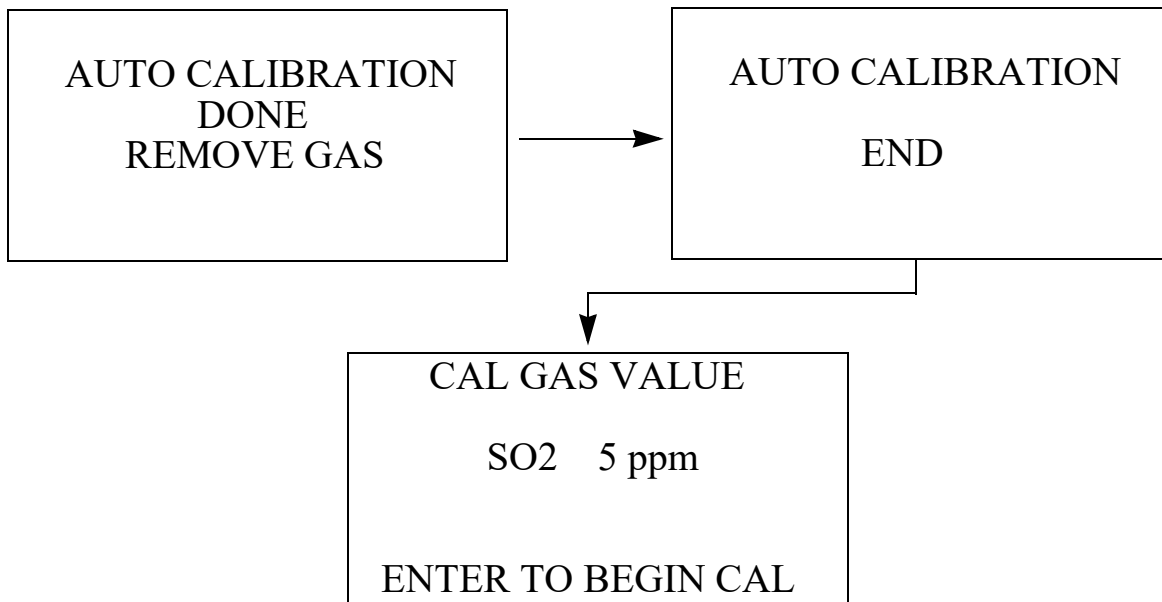 AUTO CALIBRATION
DONE
REMOVE GAS
AUTO CALIBRATION
END
CAL GAS VALUE
SO2 5 ppm
ENTER TO BEGIN CAL